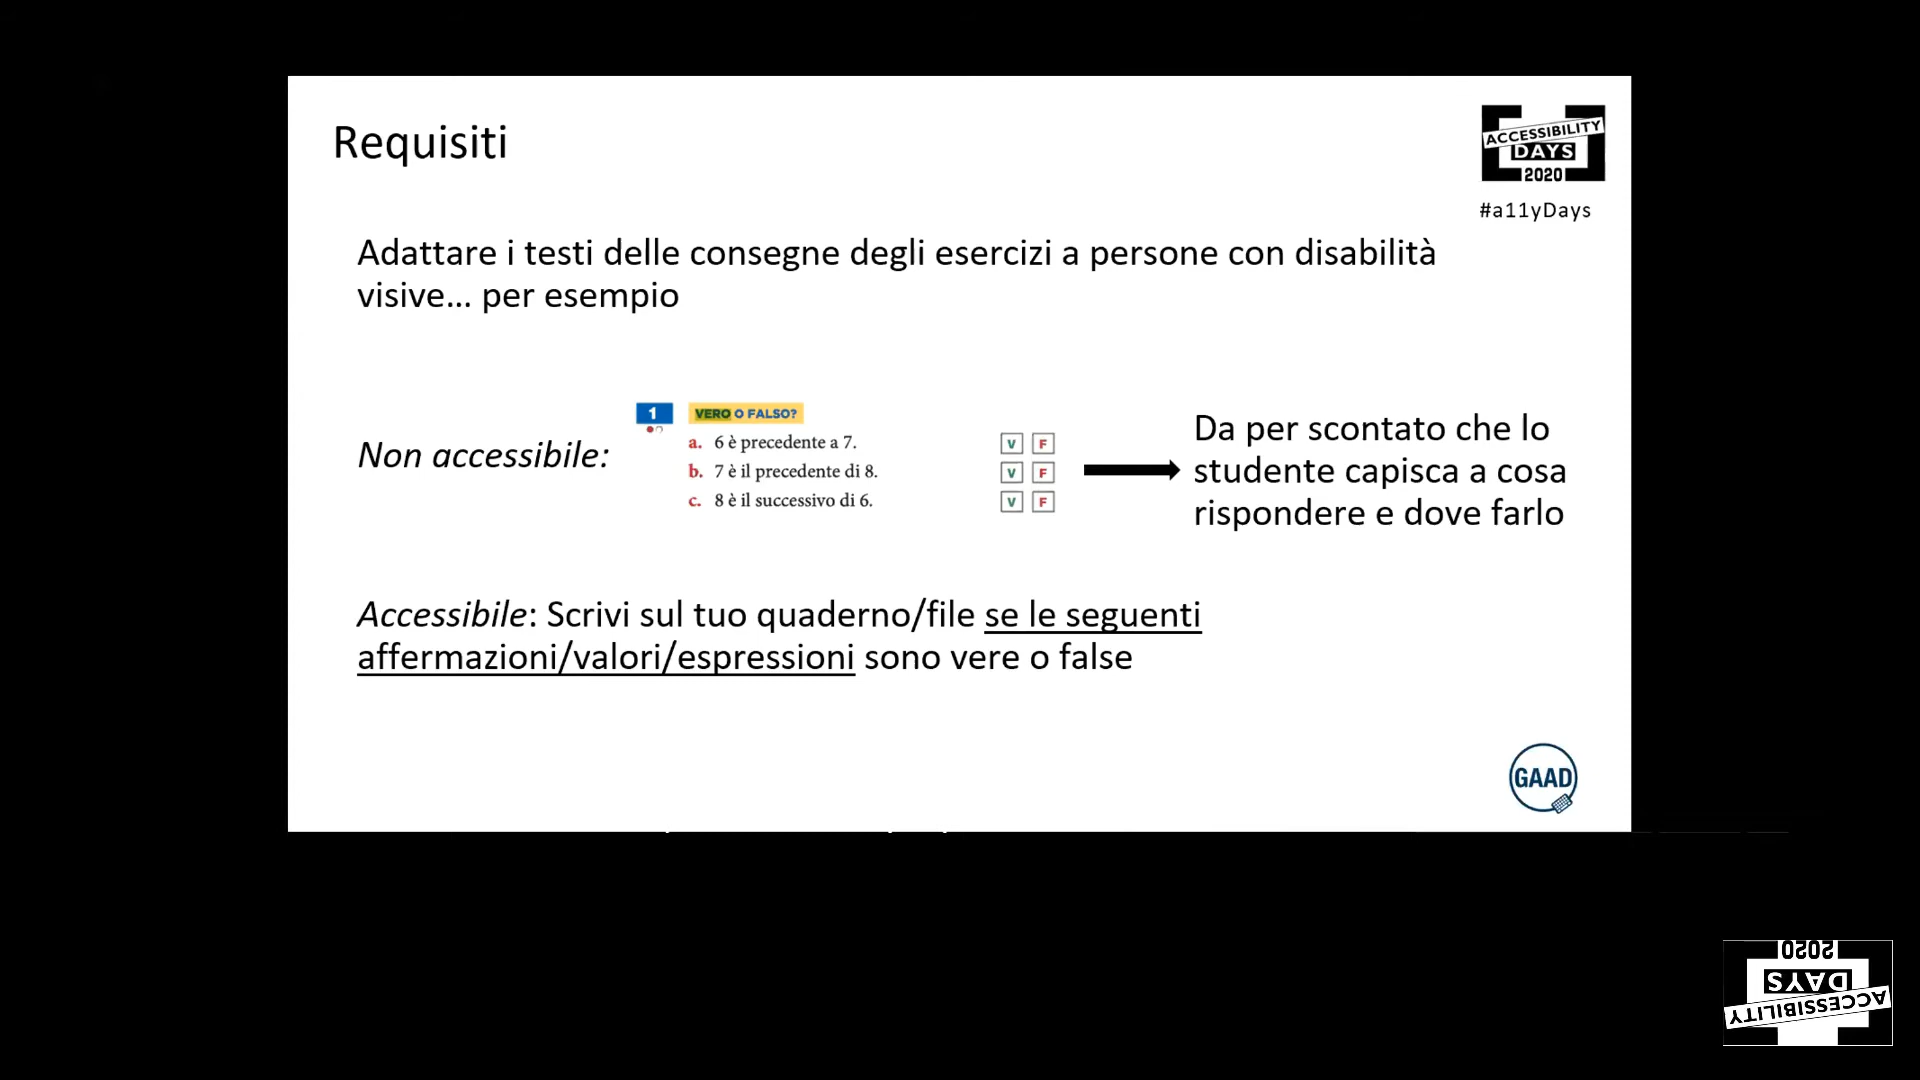 Requisiti
ACCESSIBILITY
DAYS
2020
#a11yDays
Adattare i testi delle consegne degli esercizi a persone con disabilità
visive... per esempio
Non accessibile:
1 VERO O FALSO?
a. 6 è precedente a 7. V F
b. 7 è il precedente di 8. V F
c. 8 è il successivo di 6. V F
Da per scontato che lo
studente capisca a cosa
rispondere e dove farlo
Accessibile: Scrivi sul tuo quaderno/file se le seguenti
affermazioni/valori/espressioni sono vere o false
GAAD
2020
DAYS
ACCESSIBILITY